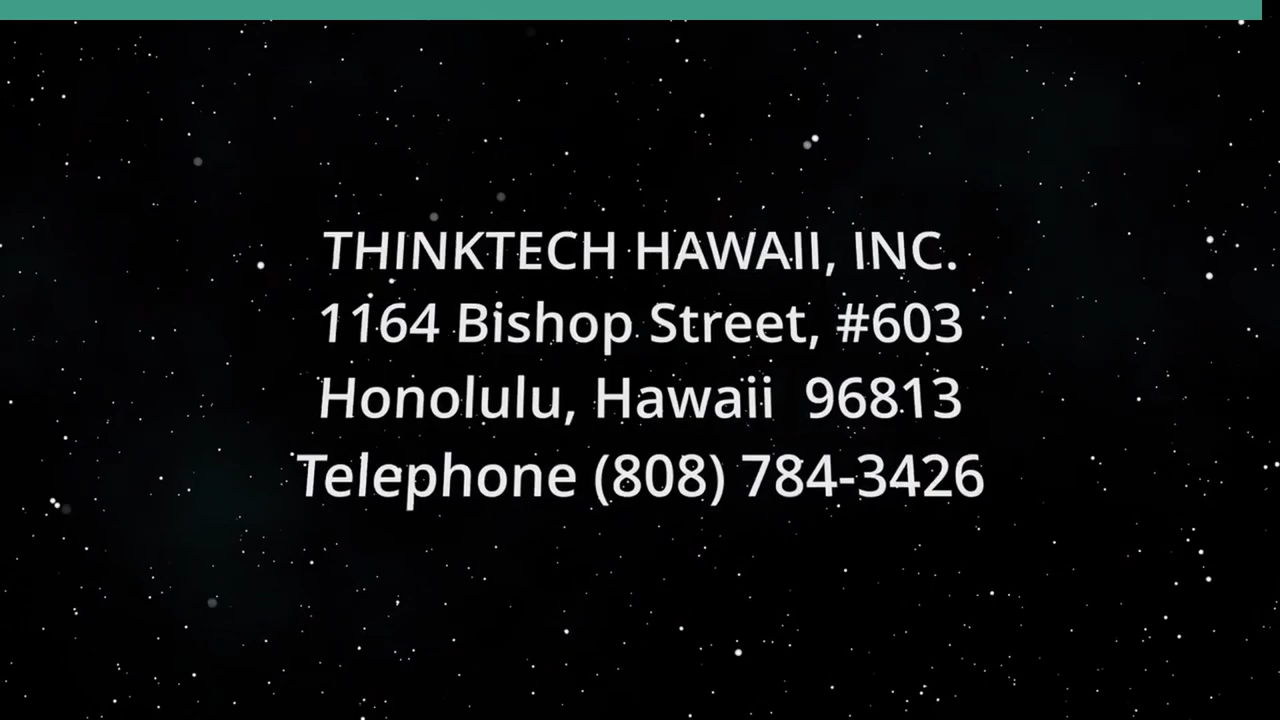 THINKTECH HAWAII, INC.
1164 Bishop Street, #603
Honolulu, Hawaii  96813
Telephone (808) 784-3426